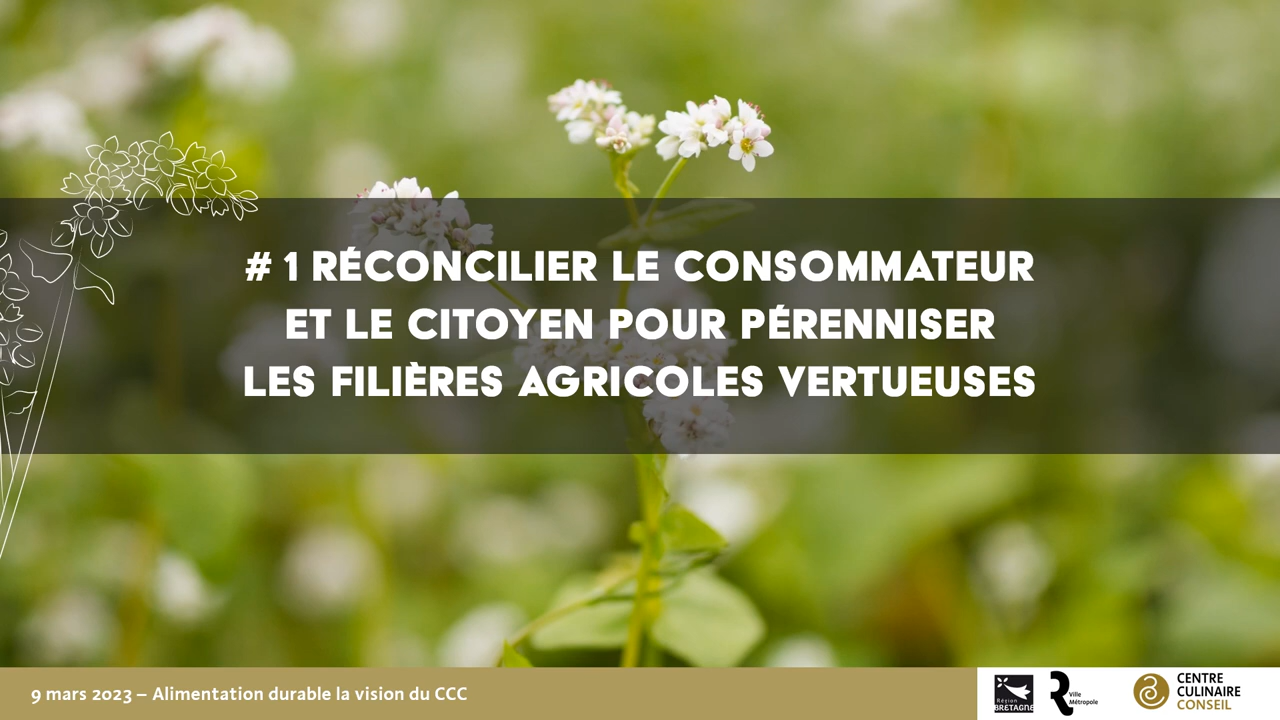 # 1 RÉCONCILIER LE CONSOMMATEUR
ET LE CITOYEN POUR PÉRENNISER
LES FILIÈRES AGRICOLES VERTUEUSES
9 mars 2023 – Alimentation durable la vision du CCC
Région
BRETAGNE
R
Ville
Métropole
CENTRE
CULINAIRE
CONSEIL